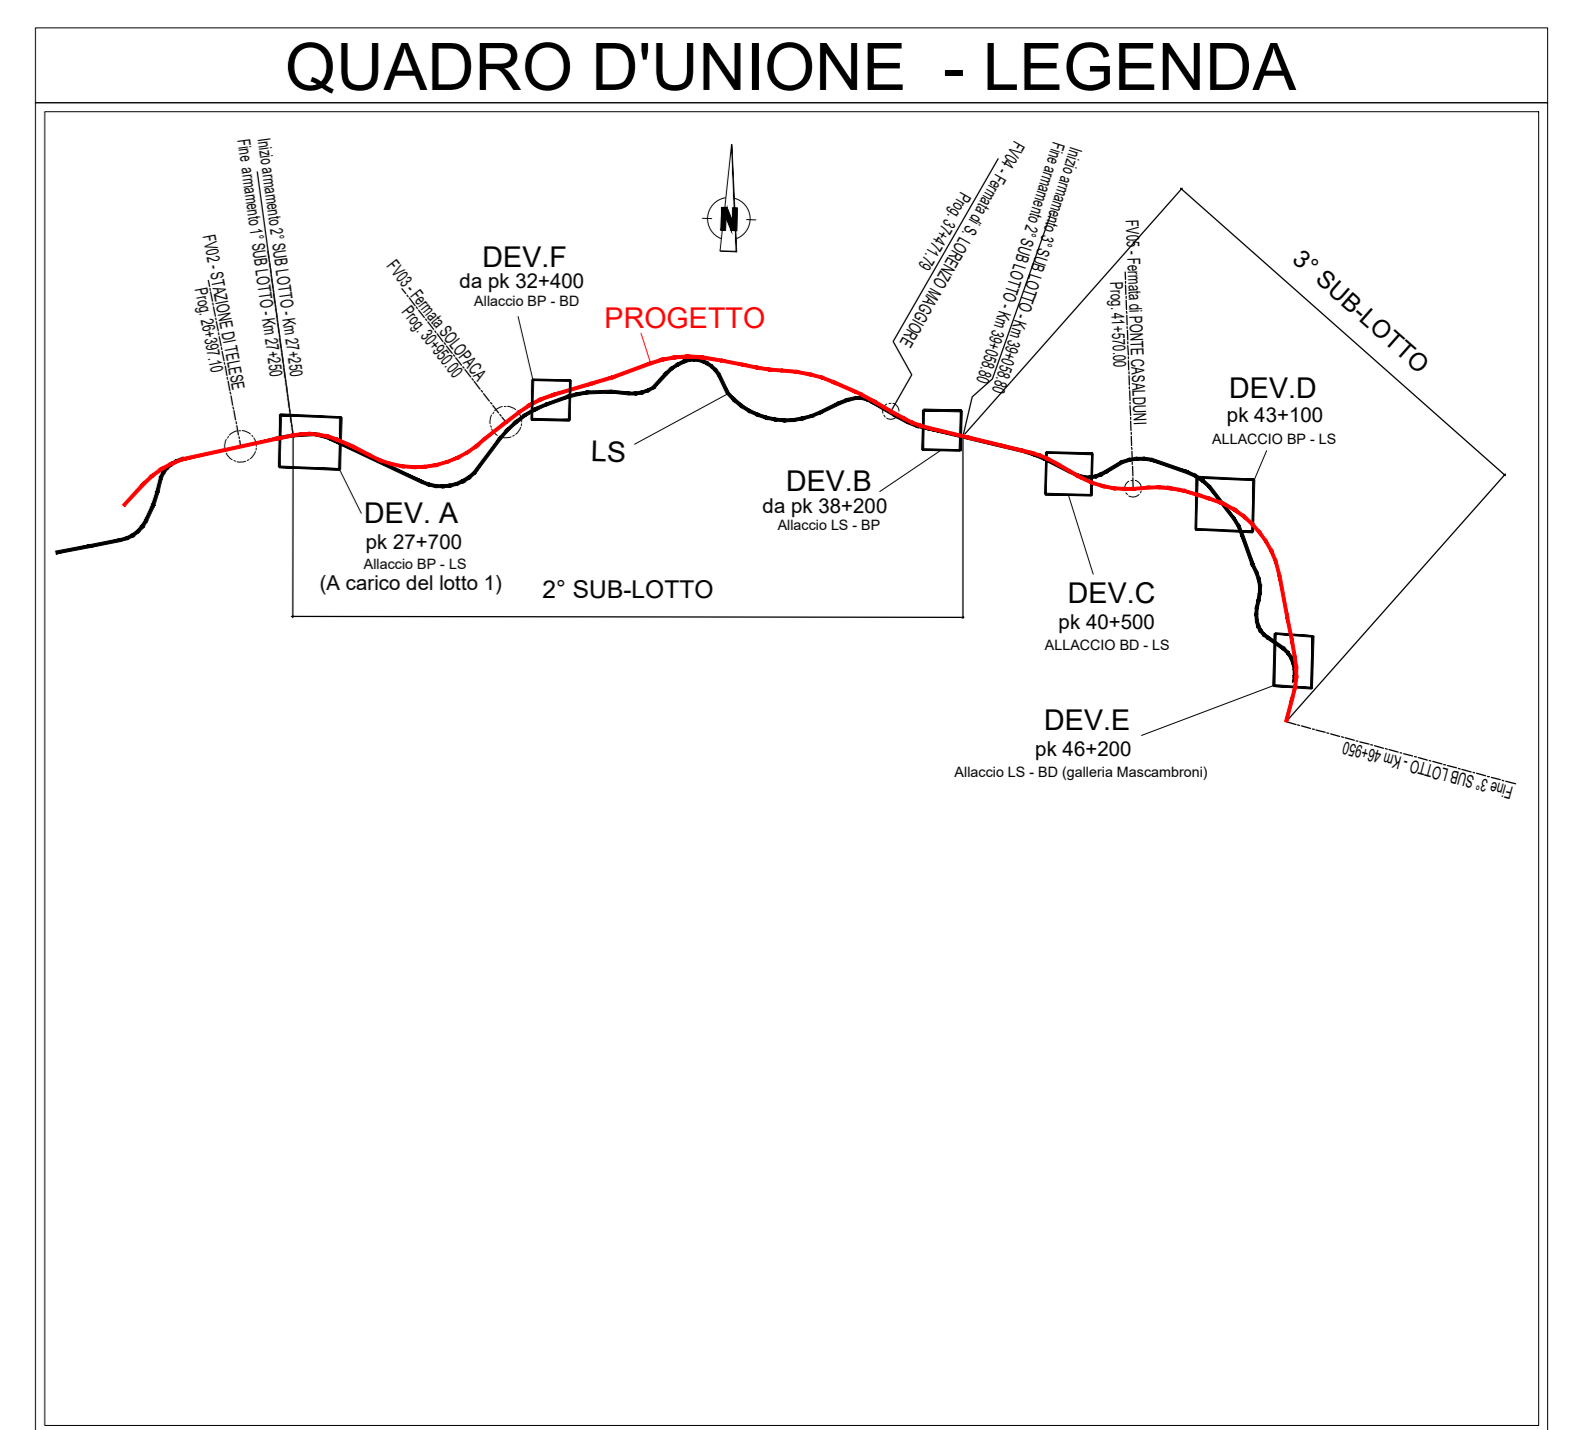 QUADRO D'UNIONE - LEGENDA
Inizio armamento 2° SUB LOTTO - Km 27+250
Fine armamento 1° SUB LOTTO - Km 27+250
FV02 - STAZIONE DI TELESE
Prog. 26+397.10
FV03 - Fermata SOLOPACA
Prog. 30+950.00
DEV.F
da pk 32+400
Allaccio BP - BD
N
PROGETTO
LS
FV04 - Fermata di S. LORENZO MAGGIORE
Prog. 37+471.79
Inizio armamento 3° SUB LOTTO - Km 39+058.80
Fine armamento 2° SUB LOTTO - Km 39+058.80
FV05 - Fermata di PONTE CASALDUNI
Prog. 41+570.00
3° SUB-LOTTO
DEV.D
pk 43+100
ALLACCIO BP - LS
DEV. A
pk 27+700
Allaccio BP - LS
(A carico del lotto 1)
2° SUB-LOTTO
DEV.B
da pk 38+200
Allaccio LS - BP
DEV.C
pk 40+500
ALLACCIO BD - LS
DEV.E
pk 46+200
Allaccio LS - BD (galleria Mascambroni)
Fine 3° SUB LOTTO - Km 46+950